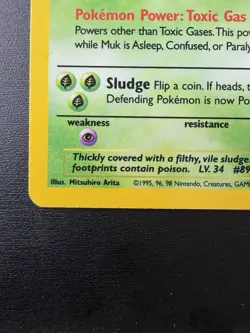 Pokémon Power: Toxic Gas
Powers other than Toxic Gases. This pow
while Muk is Asleep, Confused, or Paraly
Sludge Flip a coin. If heads, t
Defending Pokémon is now Po
weakness resistance
Thickly covered with a filthy, vile sludge.
footprints contain poison. LV. 34 #89
Illus. Mitsuhiro Arita ©1995, 96, 98 Nintendo, Creatures, GAM